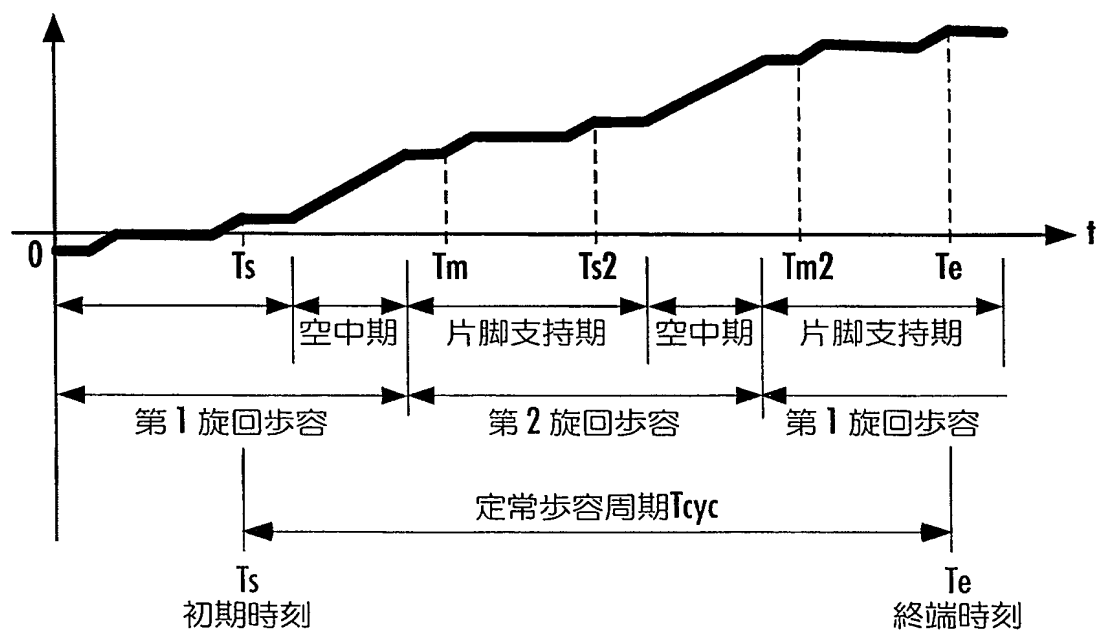 0 Ts Tm Ts2 Tm2 Te t
空中期 片脚支持期 空中期 片脚支持期
第1旋回歩容 第2旋回歩容 第1旋回歩容
定常歩容周期Tcyc
Ts Te
初期時刻 終端時刻